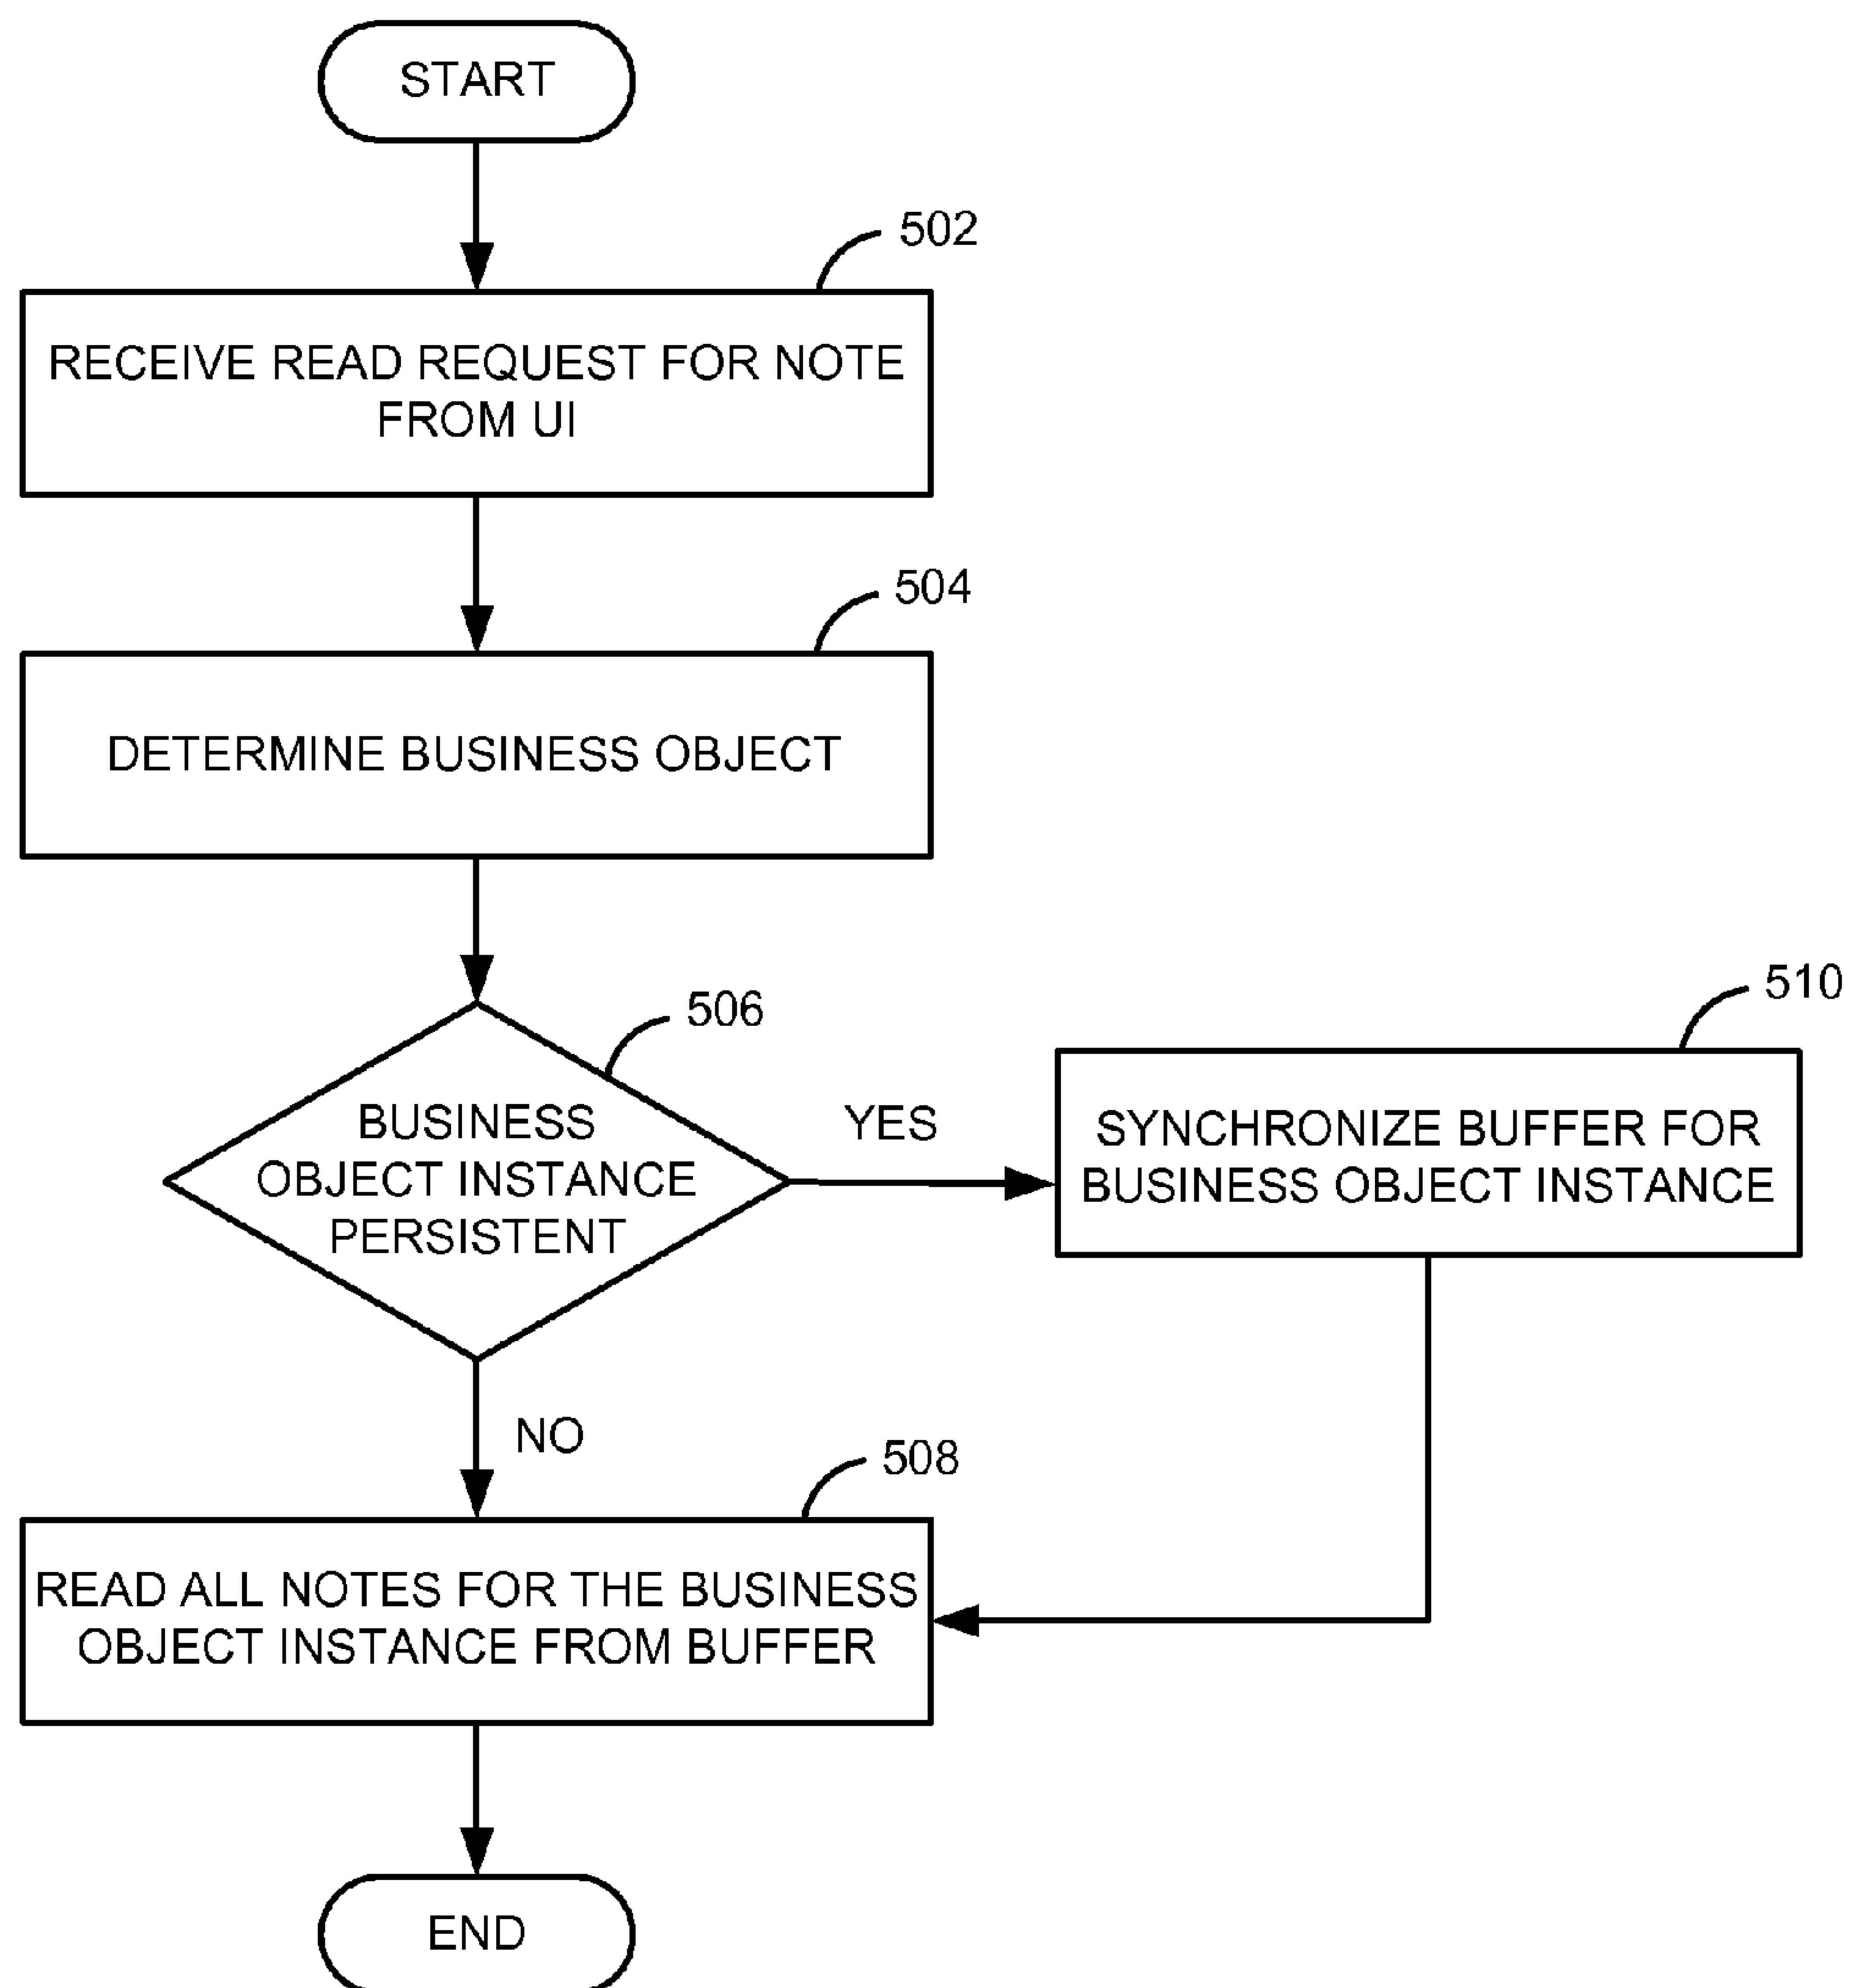 START
502
RECEIVE READ REQUEST FOR NOTE
FROM UI
504
DETERMINE BUSINESS OBJECT
506
BUSINESS
OBJECT INSTANCE
PERSISTENT
YES
510
SYNCHRONIZE BUFFER FOR
BUSINESS OBJECT INSTANCE
NO
508
READ ALL NOTES FOR THE BUSINESS
OBJECT INSTANCE FROM BUFFER
END